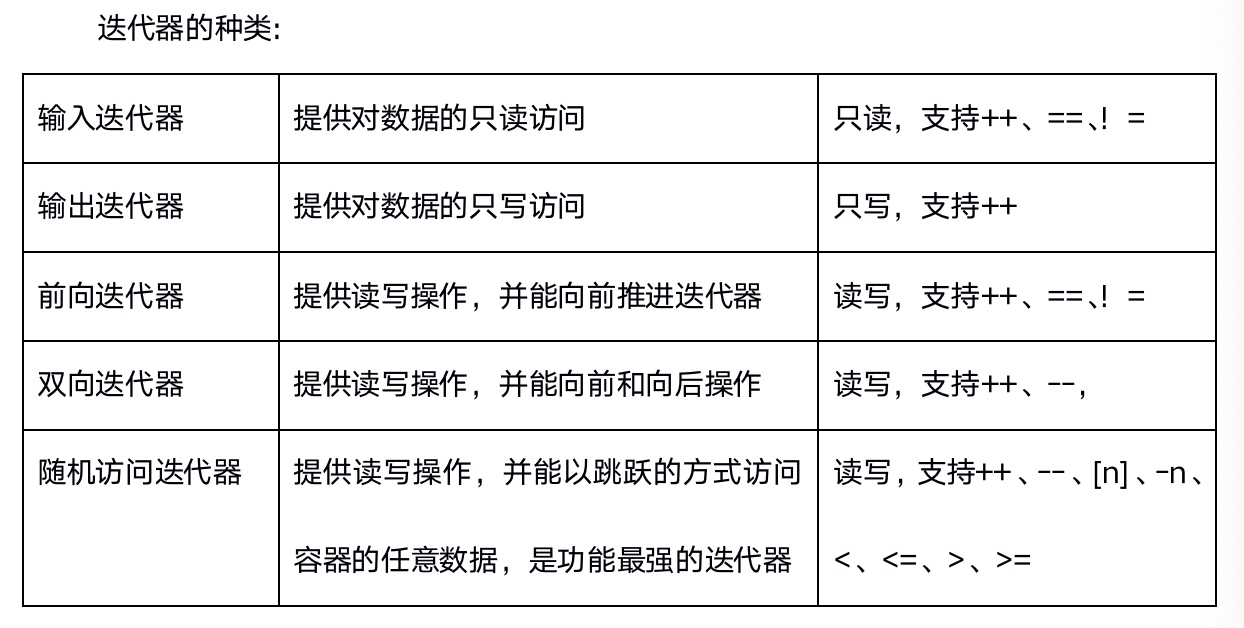 迭代器的种类:
输入迭代器 提供对数据的只读访问 只读，支持++、==、! =
输出迭代器 提供对数据的只写访问 只写，支持++
前向迭代器 提供读写操作，并能向前推进迭代器 读写，支持++、==、! =
双向迭代器 提供读写操作，并能向前和向后操作 读写，支持++、--，
随机访问迭代器 提供读写操作，并能以跳跃的方式访问 读写，支持++、--、[n]、-n、
容器的任意数据，是功能最强的迭代器 <、<=、>、>=